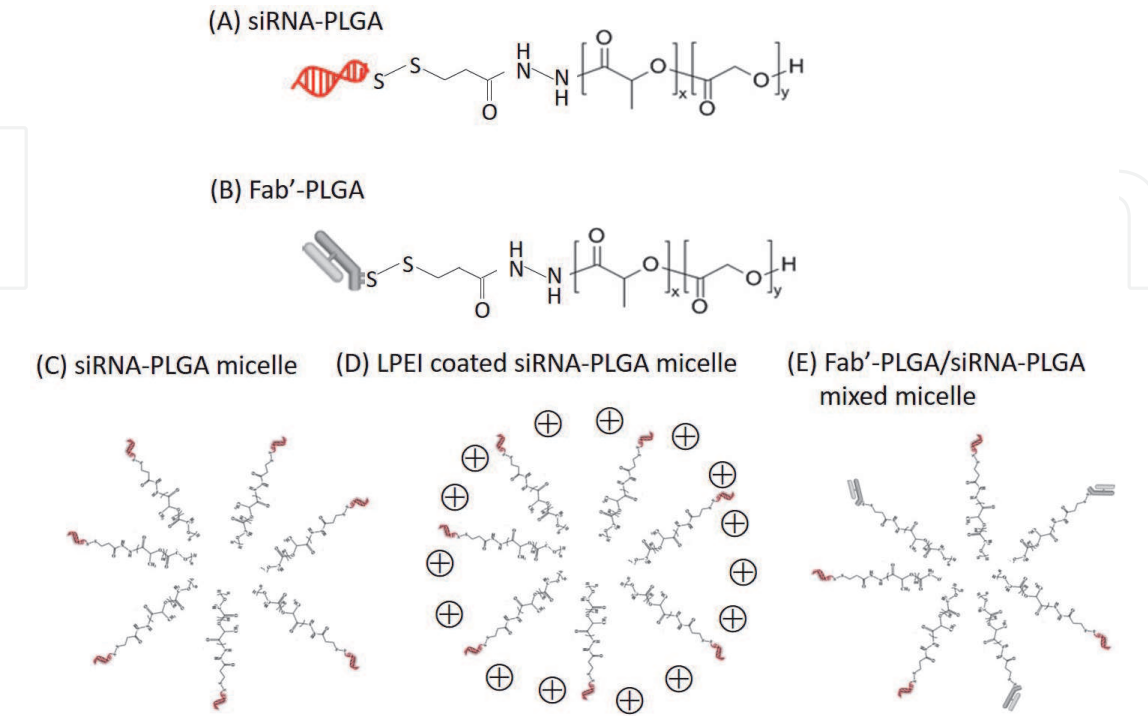 (A) siRNA-PLGA
S S O H N N H O x O O y H
(B) Fab’-PLGA
S S O H N N H O x O O y H
(C) siRNA-PLGA micelle
(D) LPEI coated siRNA-PLGA micelle
(E) Fab’-PLGA/siRNA-PLGA
mixed micelle